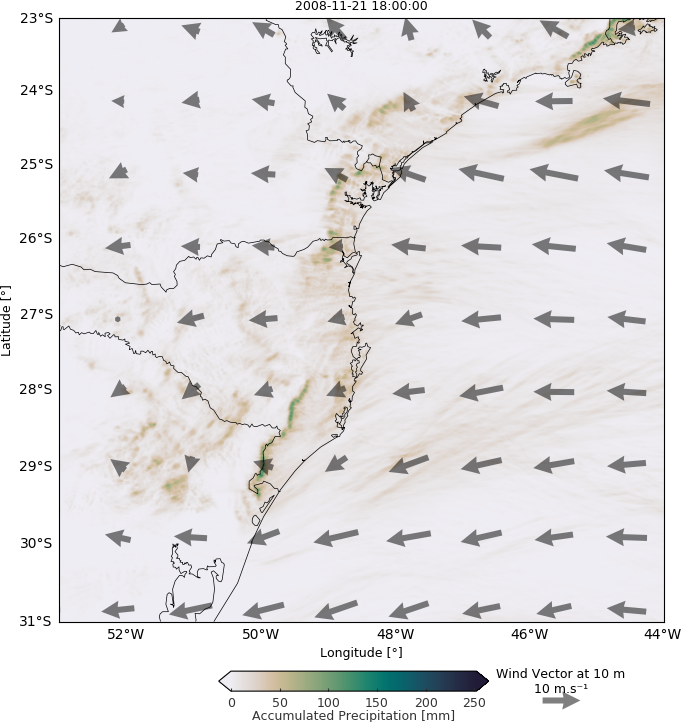 2008-11-21 18:00:00
23°S
24°S
25°S
26°S
27°S
28°S
29°S
30°S
31°S
Latitude [°]
52°W 50°W 48°W 46°W 44°W
Longitude [°]
0 50 100 150 200 250
Accumulated Precipitation [mm]
Wind Vector at 10 m
10 m.s⁻¹